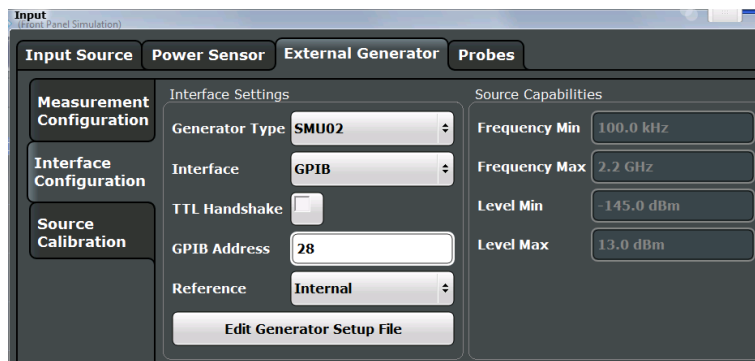 Input
(Front Panel Simulation)
Input Source Power Sensor External Generator Probes
Measurement
Configuration
Interface
Configuration
Source
Calibration
Interface Settings
Generator Type SMU02
Interface GPIB
TTL Handshake
GPIB Address 28
Reference Internal
Edit Generator Setup File
Source Capabilities
Frequency Min 100.0 kHz
Frequency Max 2.2 GHz
Level Min -145.0 dBm
Level Max 13.0 dBm